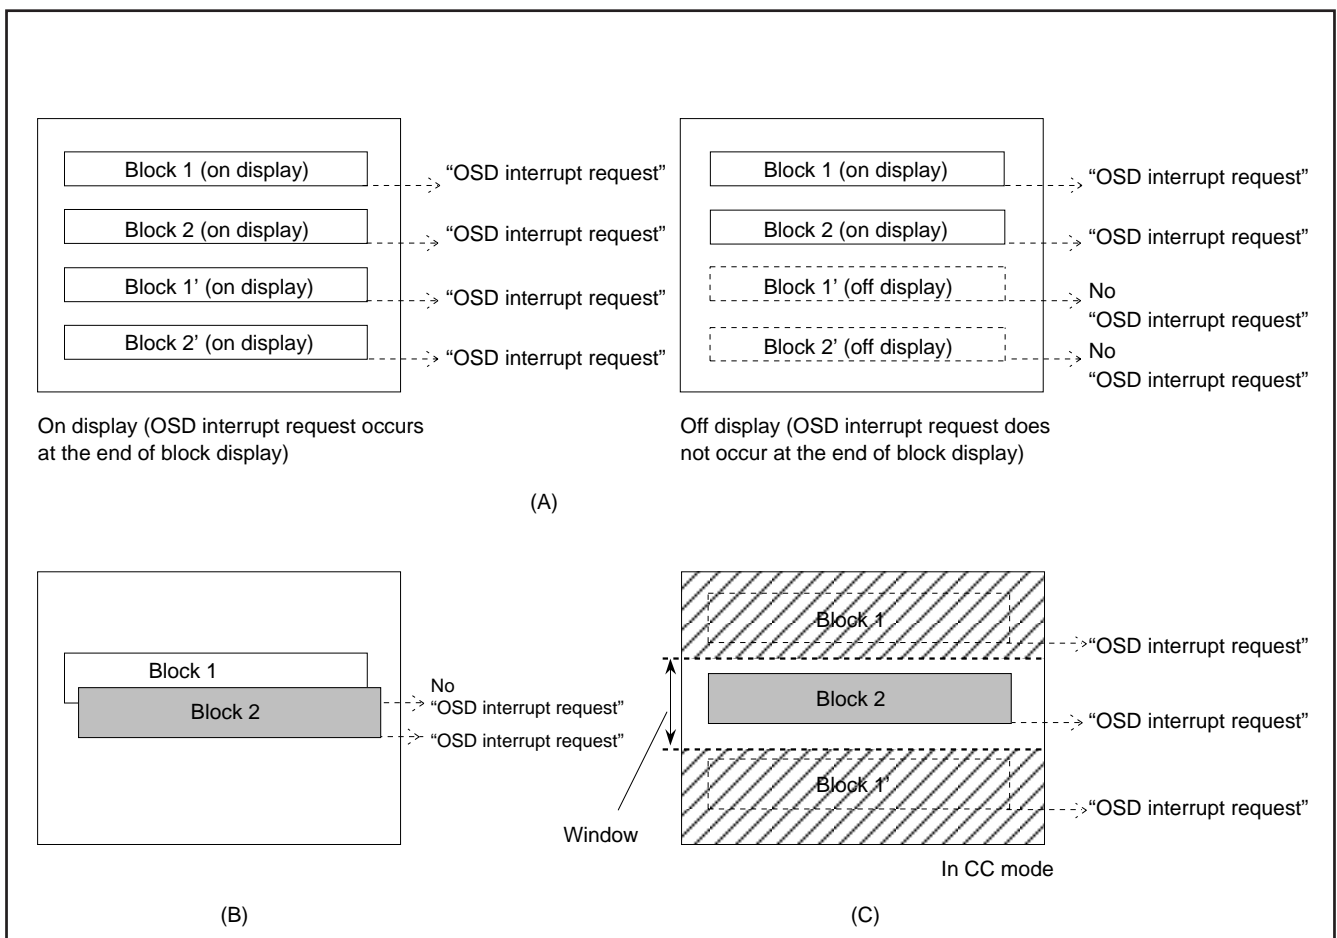 Block 1 (on display)
“OSD interrupt request”
Block 2 (on display)
“OSD interrupt request”
Block 1’ (on display)
“OSD interrupt request”
Block 2’ (on display)
“OSD interrupt request”
On display (OSD interrupt request occurs
at the end of block display)
Block 1 (on display)
“OSD interrupt request”
Block 2 (on display)
“OSD interrupt request”
Block 1’ (off display)
No
“OSD interrupt request”
Block 2’ (off display)
No
“OSD interrupt request”
Off display (OSD interrupt request does
not occur at the end of block display)
(A)
Block 1
No
“OSD interrupt request”
Block 2
“OSD interrupt request”
(B)
Block 1
“OSD interrupt request”
Block 2
“OSD interrupt request”
Block 1’
“OSD interrupt request”
Window
In CC mode
(C)